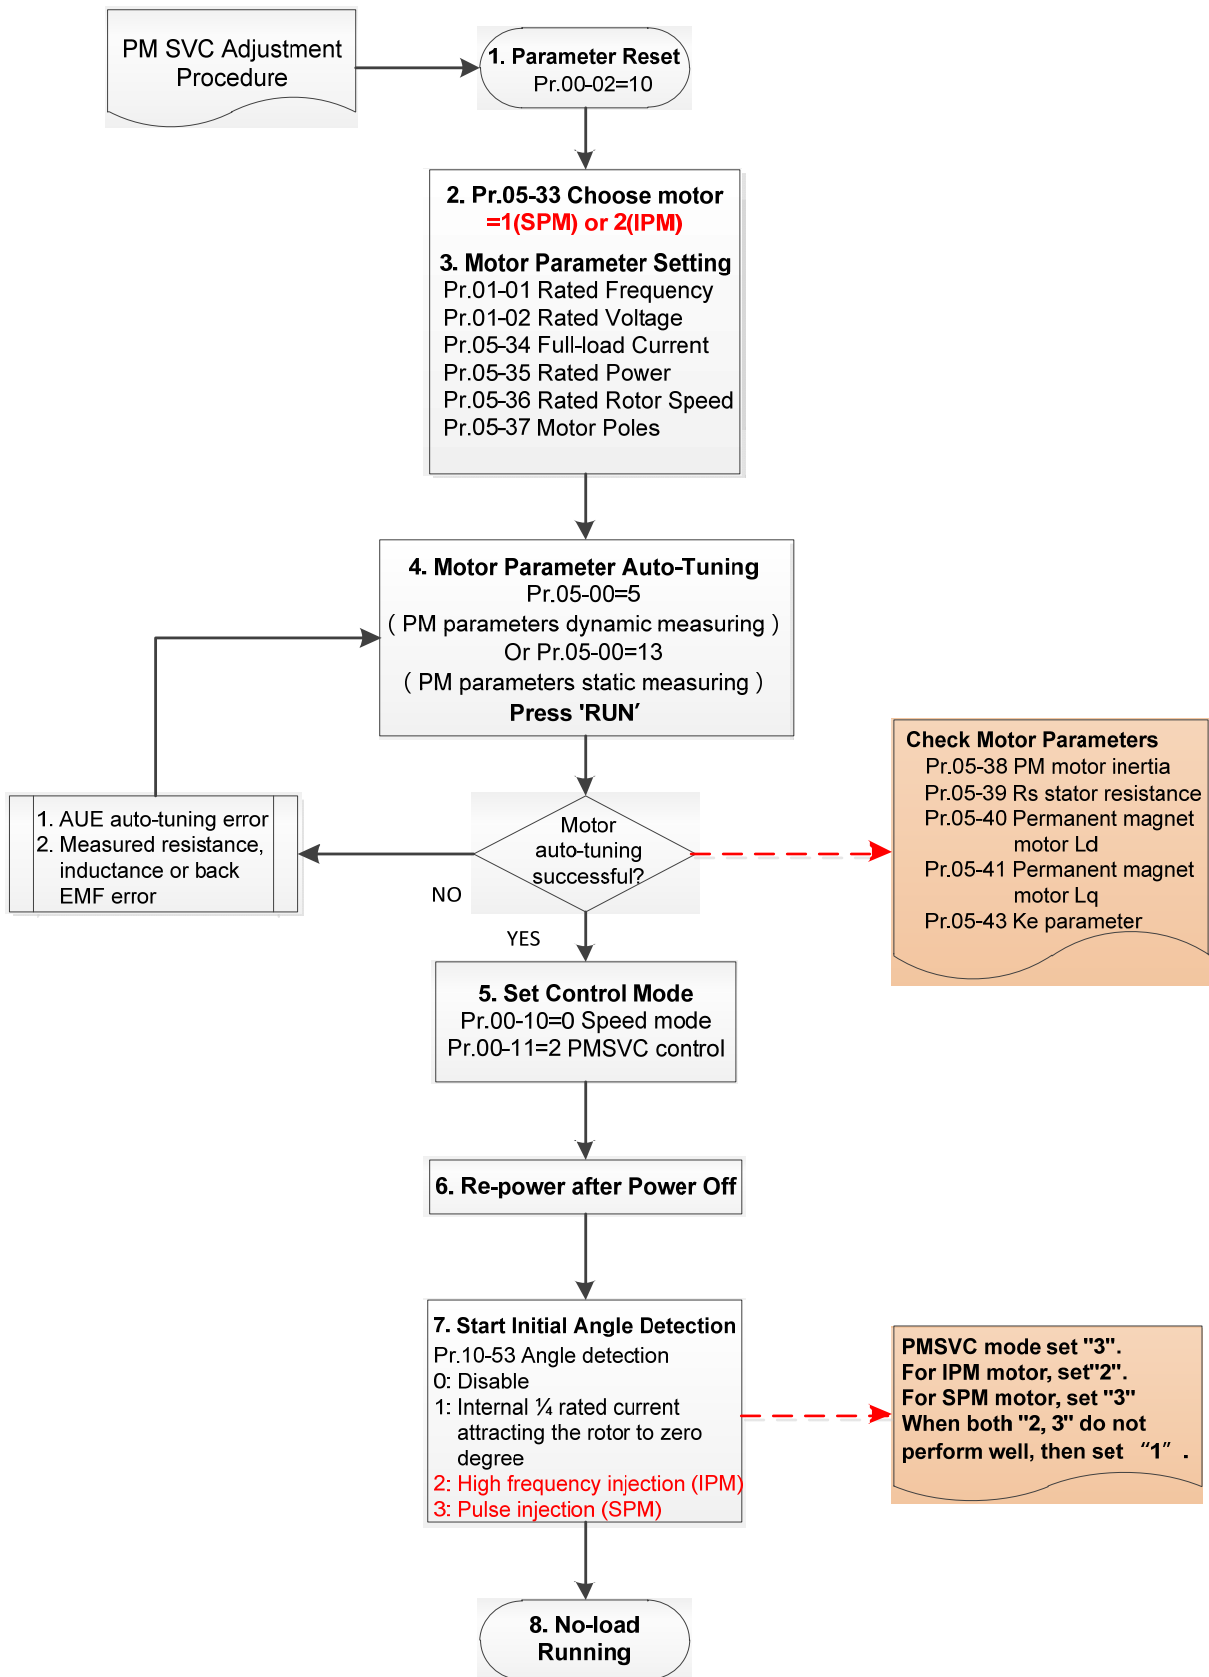 PM SVC Adjustment
Procedure
1. Parameter Reset
Pr.00-02=10
2. Pr.05-33 Choose motor
=1(SPM) or 2(IPM)
3. Motor Parameter Setting
Pr.01-01 Rated Frequency
Pr.01-02 Rated Voltage
Pr.05-34 Full-load Current
Pr.05-35 Rated Power
Pr.05-36 Rated Rotor Speed
Pr.05-37 Motor Poles
4. Motor Parameter Auto-Tuning
Pr.05-00=5
( PM parameters dynamic measuring )
Or Pr.05-00=13
( PM parameters static measuring )
Press 'RUN'
Motor
auto-tuning
successful?
NO
YES
1. AUE auto-tuning error
2. Measured resistance,
inductance or back
EMF error
Check Motor Parameters
Pr.05-38 PM motor inertia
Pr.05-39 Rs stator resistance
Pr.05-40 Permanent magnet
motor Ld
Pr.05-41 Permanent magnet
motor Lq
Pr.05-43 Ke parameter
5. Set Control Mode
Pr.00-10=0 Speed mode
Pr.00-11=2 PMSVC control
6. Re-power after Power Off
7. Start Initial Angle Detection
Pr.10-53 Angle detection
0: Disable
1: Internal ¼ rated current
attracting the rotor to zero
degree
2: High frequency injection (IPM)
3: Pulse injection (SPM)
PMSVC mode set "3".
For IPM motor, set"2".
For SPM motor, set "3"
When both "2, 3" do not
perform well, then set “1” .
8. No-load
Running